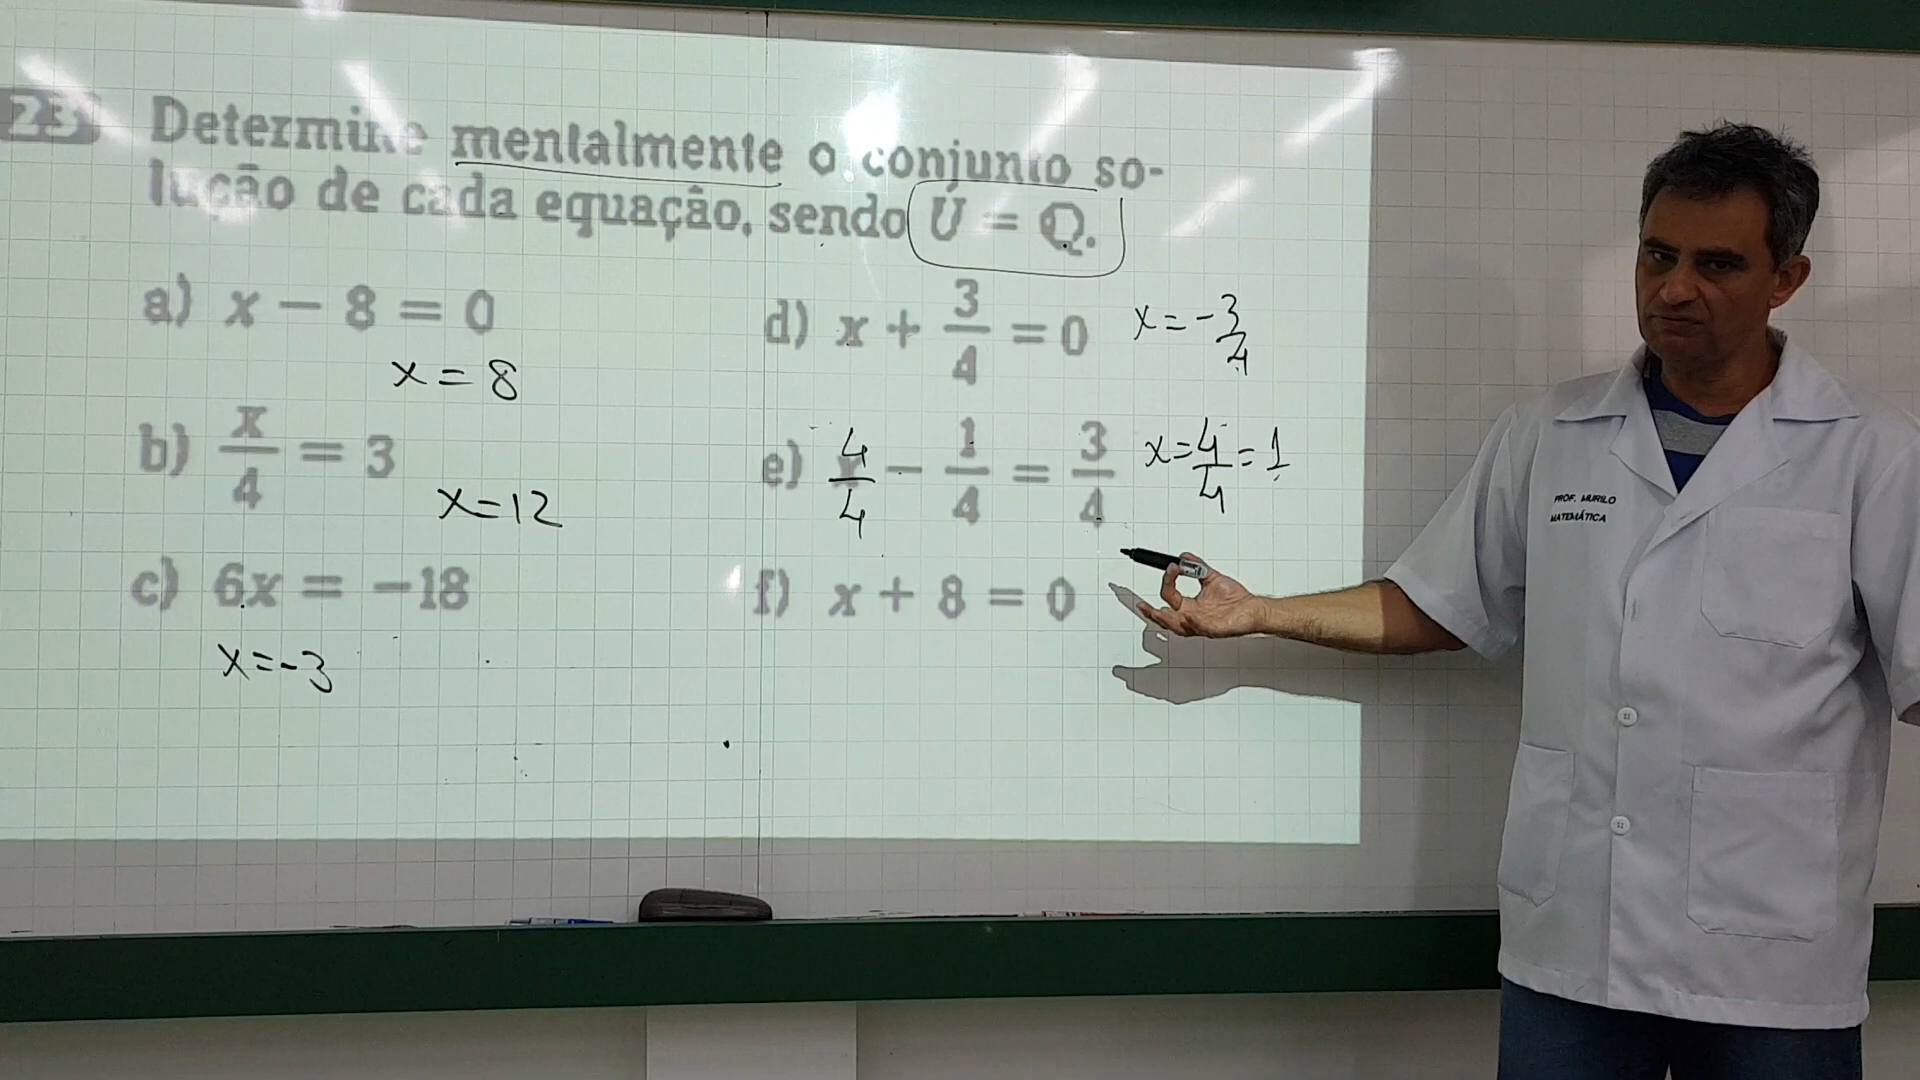 23 Determine mentalmente o conjunto so-
lução de cada equação, sendo U = Q.
a) x - 8 = 0
x = 8
b) x/4 = 3
x = 12
c) 6x = -18
x = -3
d) x + 3/4 = 0 x = -3/4
e) 4/4 - 1/4 = 3/4 x = 4/4 = 1
f) x + 8 = 0
PROF. MURILO
MATEMÁTICA